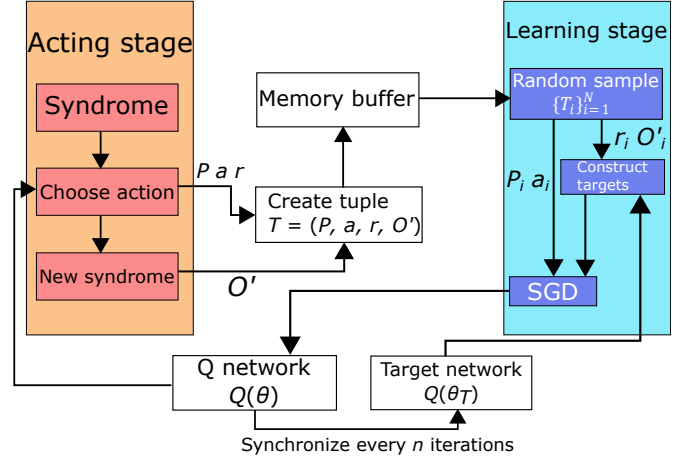 Acting stage
Syndrome
Choose action
New syndrome
P a r
O'
Memory buffer
Create tuple
T = (P, a, r, O')
Learning stage
Random sample
{T_i}_{i=1}^N
r_i O'_i
P_i a_i
Construct
targets
SGD
Q network
Q(θ)
Target network
Q(θ_T)
Synchronize every n iterations